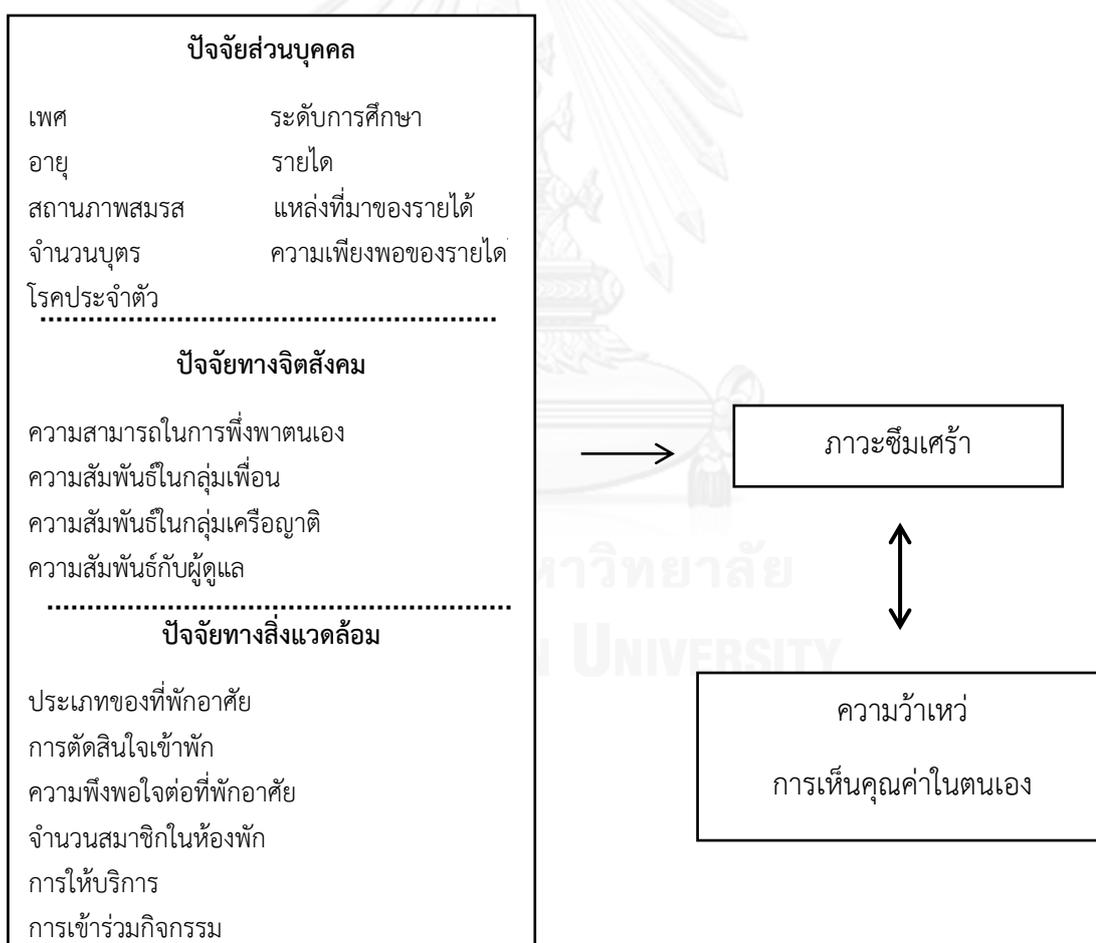 ปัจจัยส่วนบุคคล
เพศ ระดับการศึกษา
อายุ รายได
สถานภาพสมรส แหล่งที่มาของรายได้
จำนวนบุตร ความเพียงพอของรายได้
โรคประจำตัว
ปัจจัยทางจิตสังคม
ความสามารถในการพึ่งพาตนเอง
ความสัมพันธ์ในกลุ่มเพื่อน
ความสัมพันธ์ในกลุ่มเครือญาติ
ความสัมพันธ์กับผู้ดูแล
ปัจจัยทางสิ่งแวดล้อม
ประเภทของที่พักอาศัย
การตัดสินใจเข้าพัก
ความพึงพอใจต่อที่พักอาศัย
จำนวนสมาชิกในห้องพัก
การให้บริการ
การเข้าร่วมกิจกรรม
ภาวะซึมเศร้า
ความว้าเหว่
การเห็นคุณค่าในตนเอง
UNIVERSITY